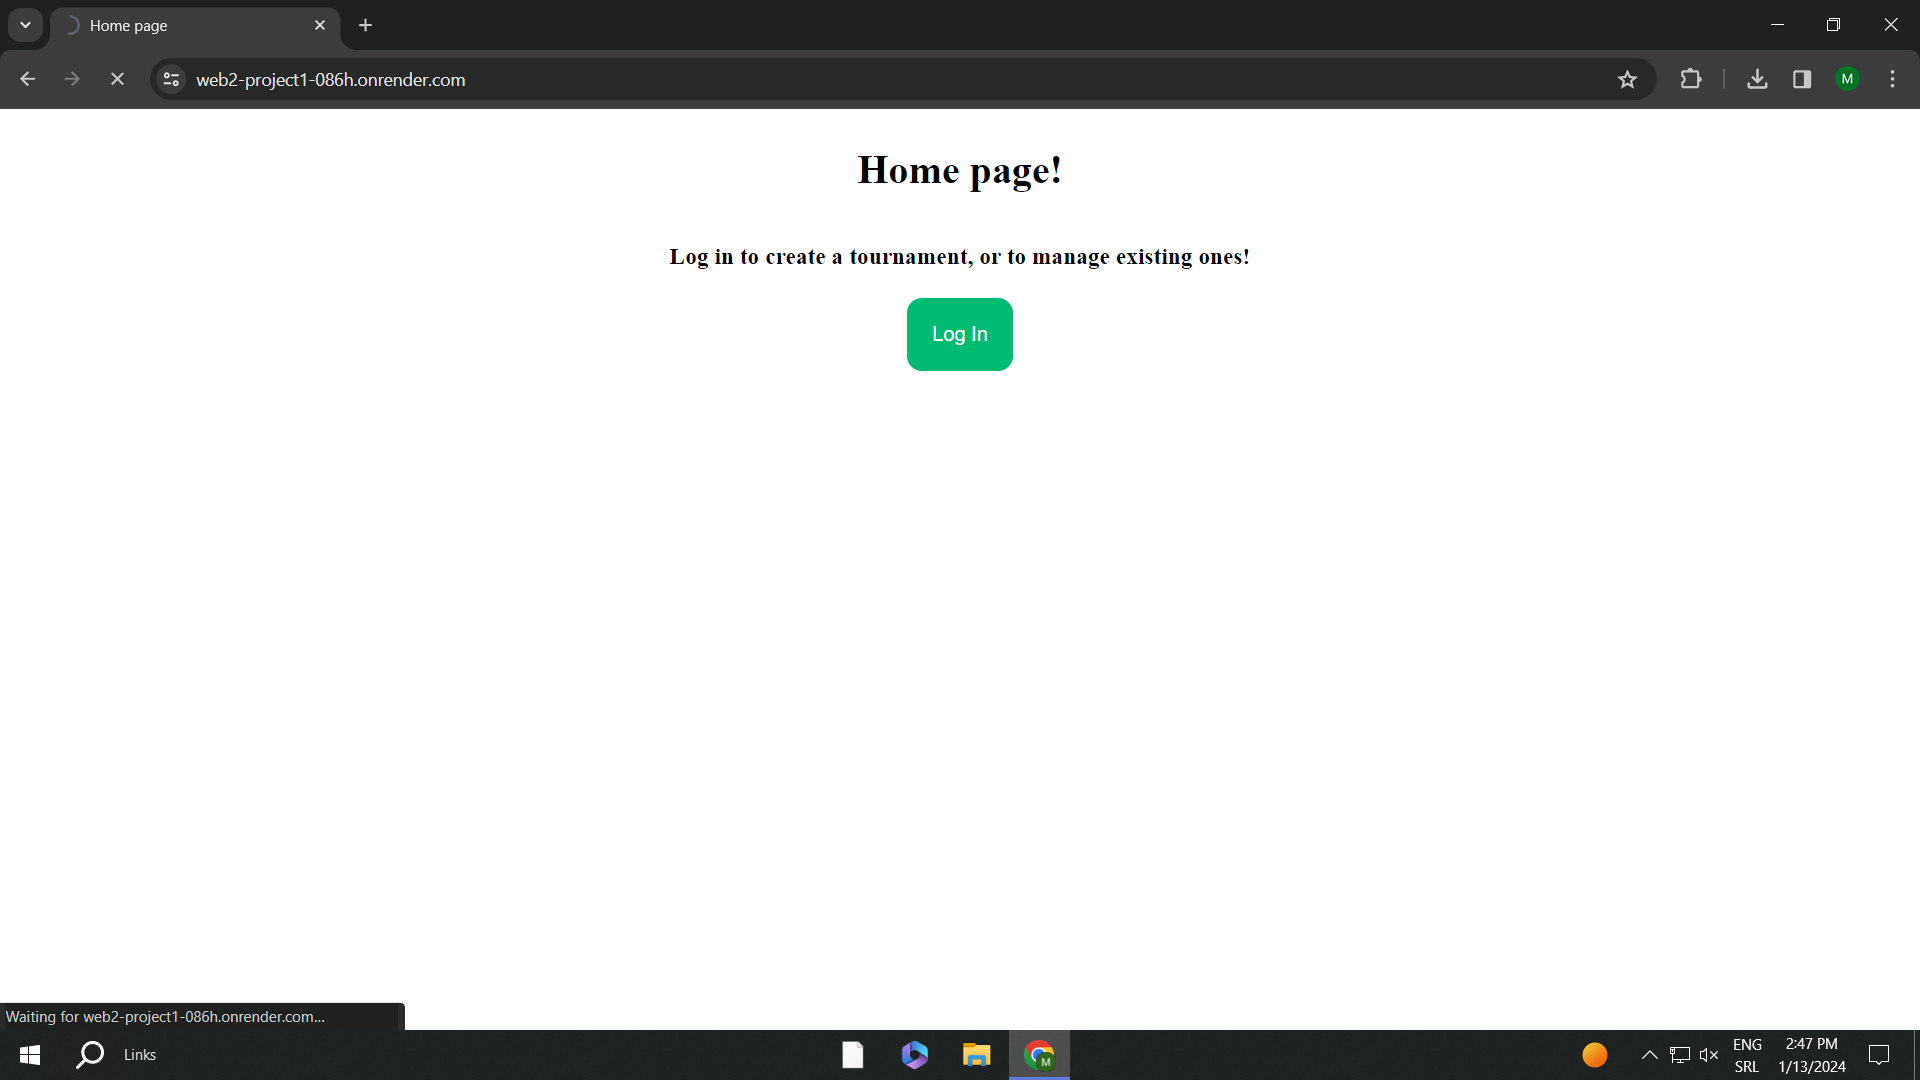 Home page
web2-project1-086h.onrender.com
M
Home page!
Log in to create a tournament, or to manage existing ones!
Log In
Waiting for web2-project1-086h.onrender.com...
Links
M
ENG
SRL
2:47 PM
1/13/2024